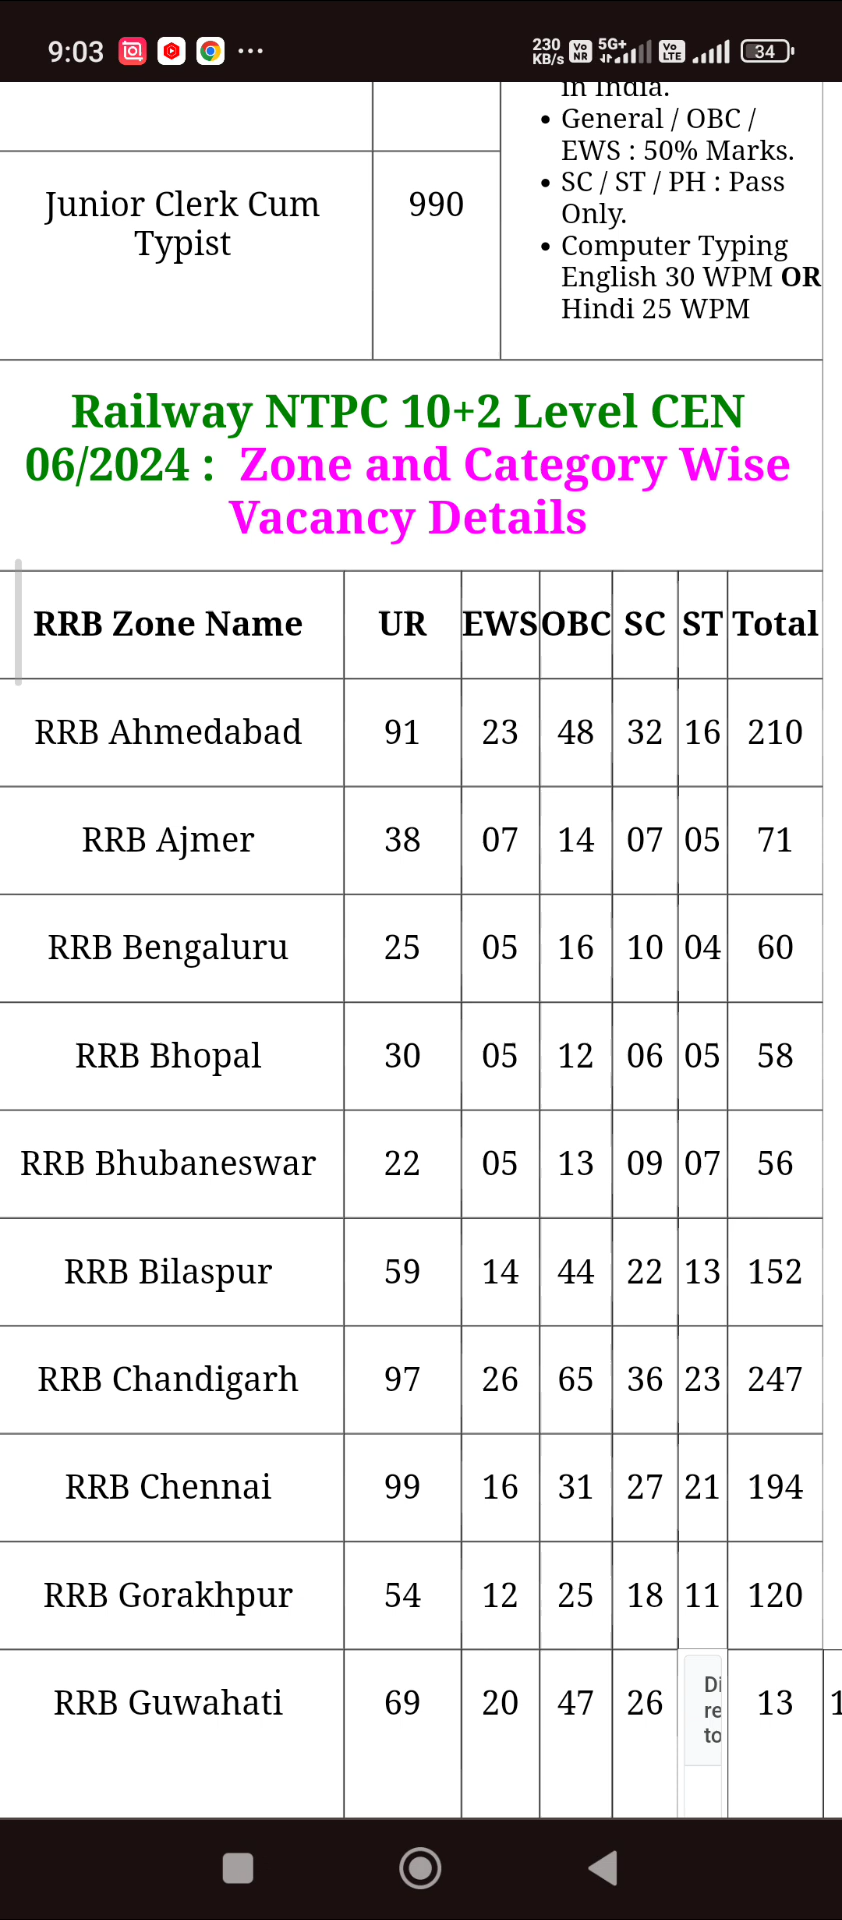 9:03 ... 230 KB/s Vo NR 5G+ Vo LTE 34
in India.
General / OBC /
EWS : 50% Marks.
SC / ST / PH : Pass
Only.
Computer Typing
English 30 WPM OR
Hindi 25 WPM
Junior Clerk Cum
Typist
990
Railway NTPC 10+2 Level CEN
06/2024 : Zone and Category Wise
Vacancy Details
RRB Zone Name UR EWS OBC SC ST Total
RRB Ahmedabad 91 23 48 32 16 210
RRB Ajmer 38 07 14 07 05 71
RRB Bengaluru 25 05 16 10 04 60
RRB Bhopal 30 05 12 06 05 58
RRB Bhubaneswar 22 05 13 09 07 56
RRB Bilaspur 59 14 44 22 13 152
RRB Chandigarh 97 26 65 36 23 247
RRB Chennai 99 16 31 27 21 194
RRB Gorakhpur 54 12 25 18 11 120
RRB Guwahati 69 20 47 26 13